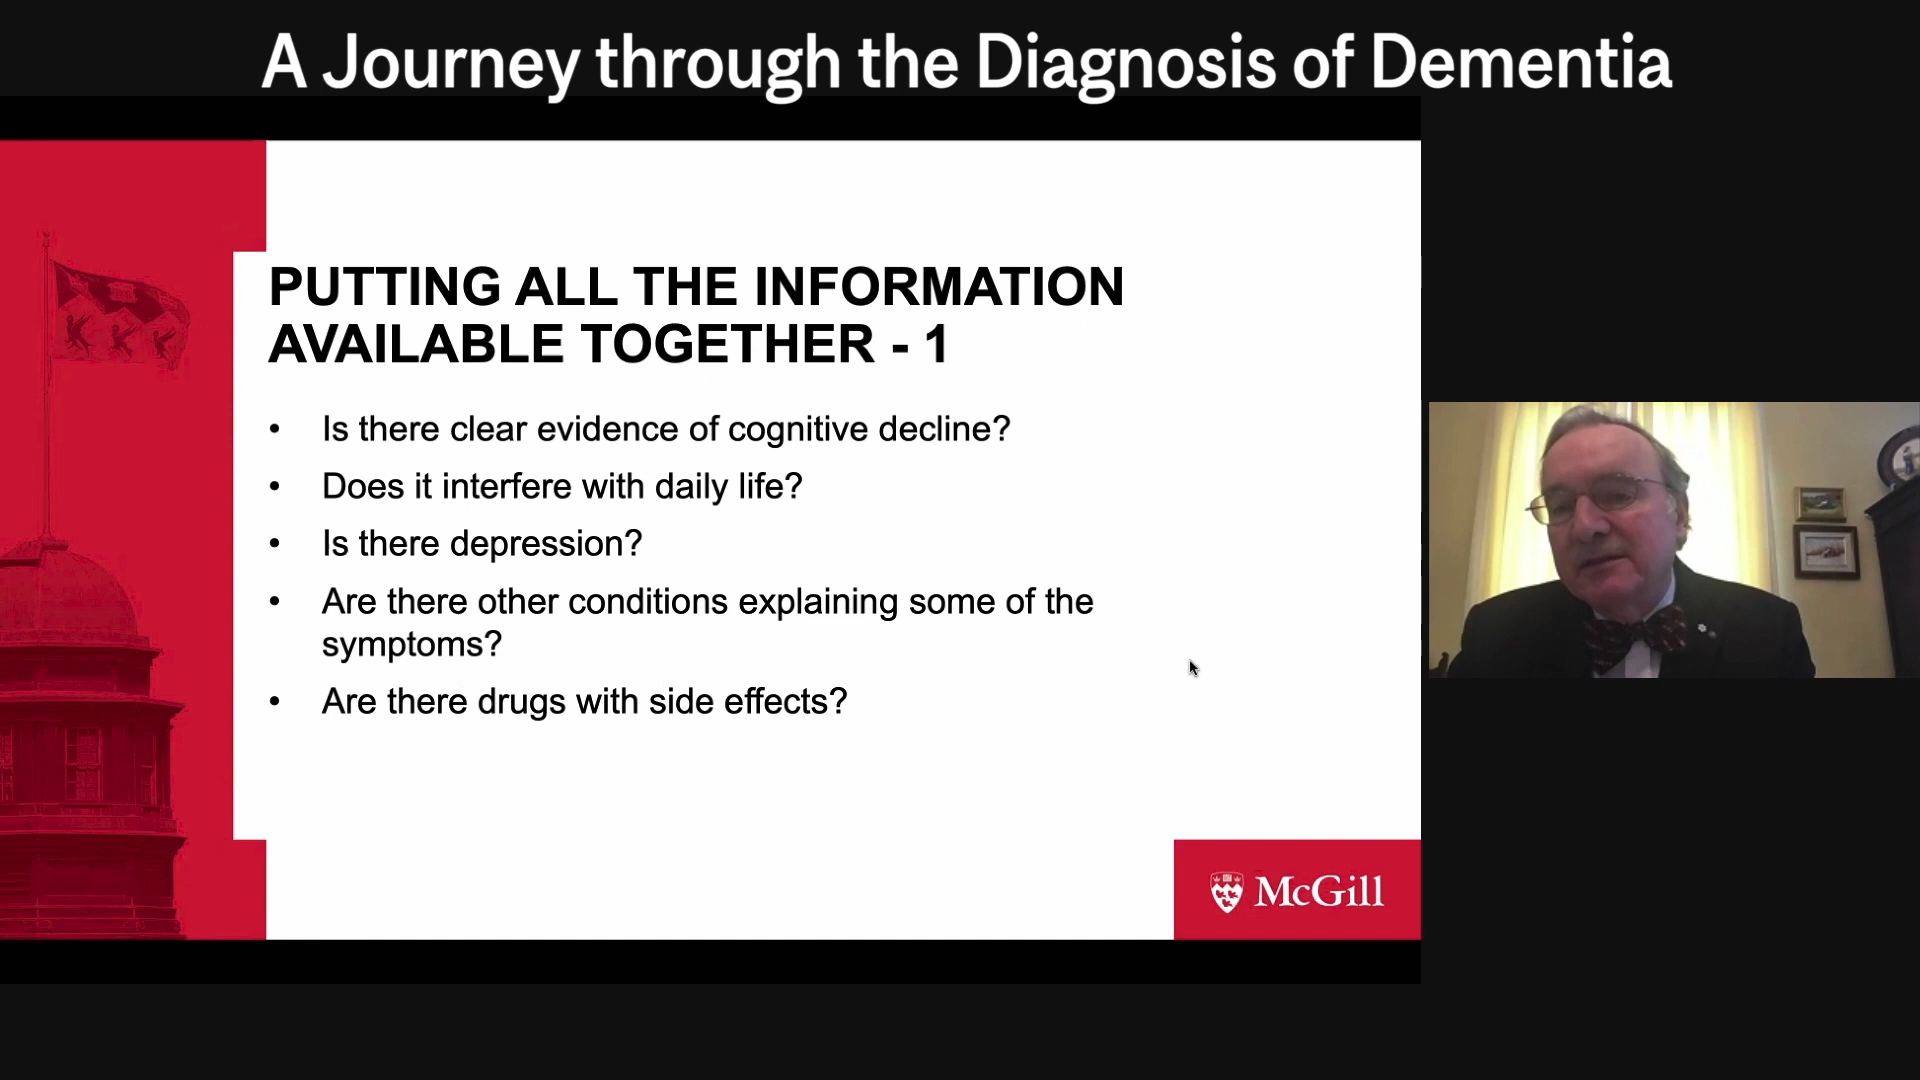 A Journey through the Diagnosis of Dementia
PUTTING ALL THE INFORMATION
AVAILABLE TOGETHER - 1
• Is there clear evidence of cognitive decline?
• Does it interfere with daily life?
• Is there depression?
• Are there other conditions explaining some of the
symptoms?
• Are there drugs with side effects?
McGill